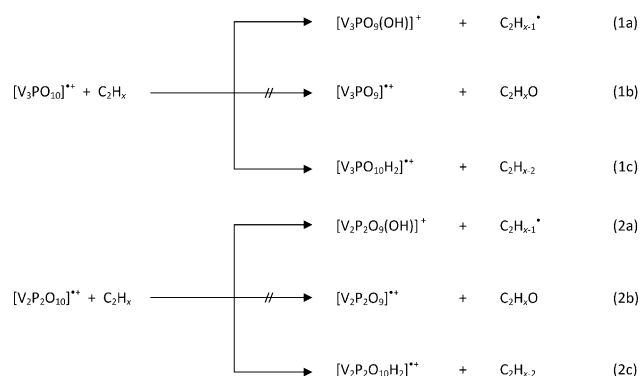 [V₃PO₉(OH)]⁺ + C₂Hₓ₋₁• (1a)
[V₃PO₁₀]•⁺ + C₂Hₓ // [V₃PO₉]•⁺ + C₂HₓO (1b)
[V₃PO₁₀H₂]•⁺ + C₂Hₓ₋₂ (1c)
[V₂P₂O₉(OH)]⁺ + C₂Hₓ₋₁• (2a)
[V₂P₂O₁₀]•⁺ + C₂Hₓ // [V₂P₂O₉]•⁺ + C₂HₓO (2b)
[V₂P₂O₁₀H₂]•⁺ + C₂Hₓ₋₂ (2c)